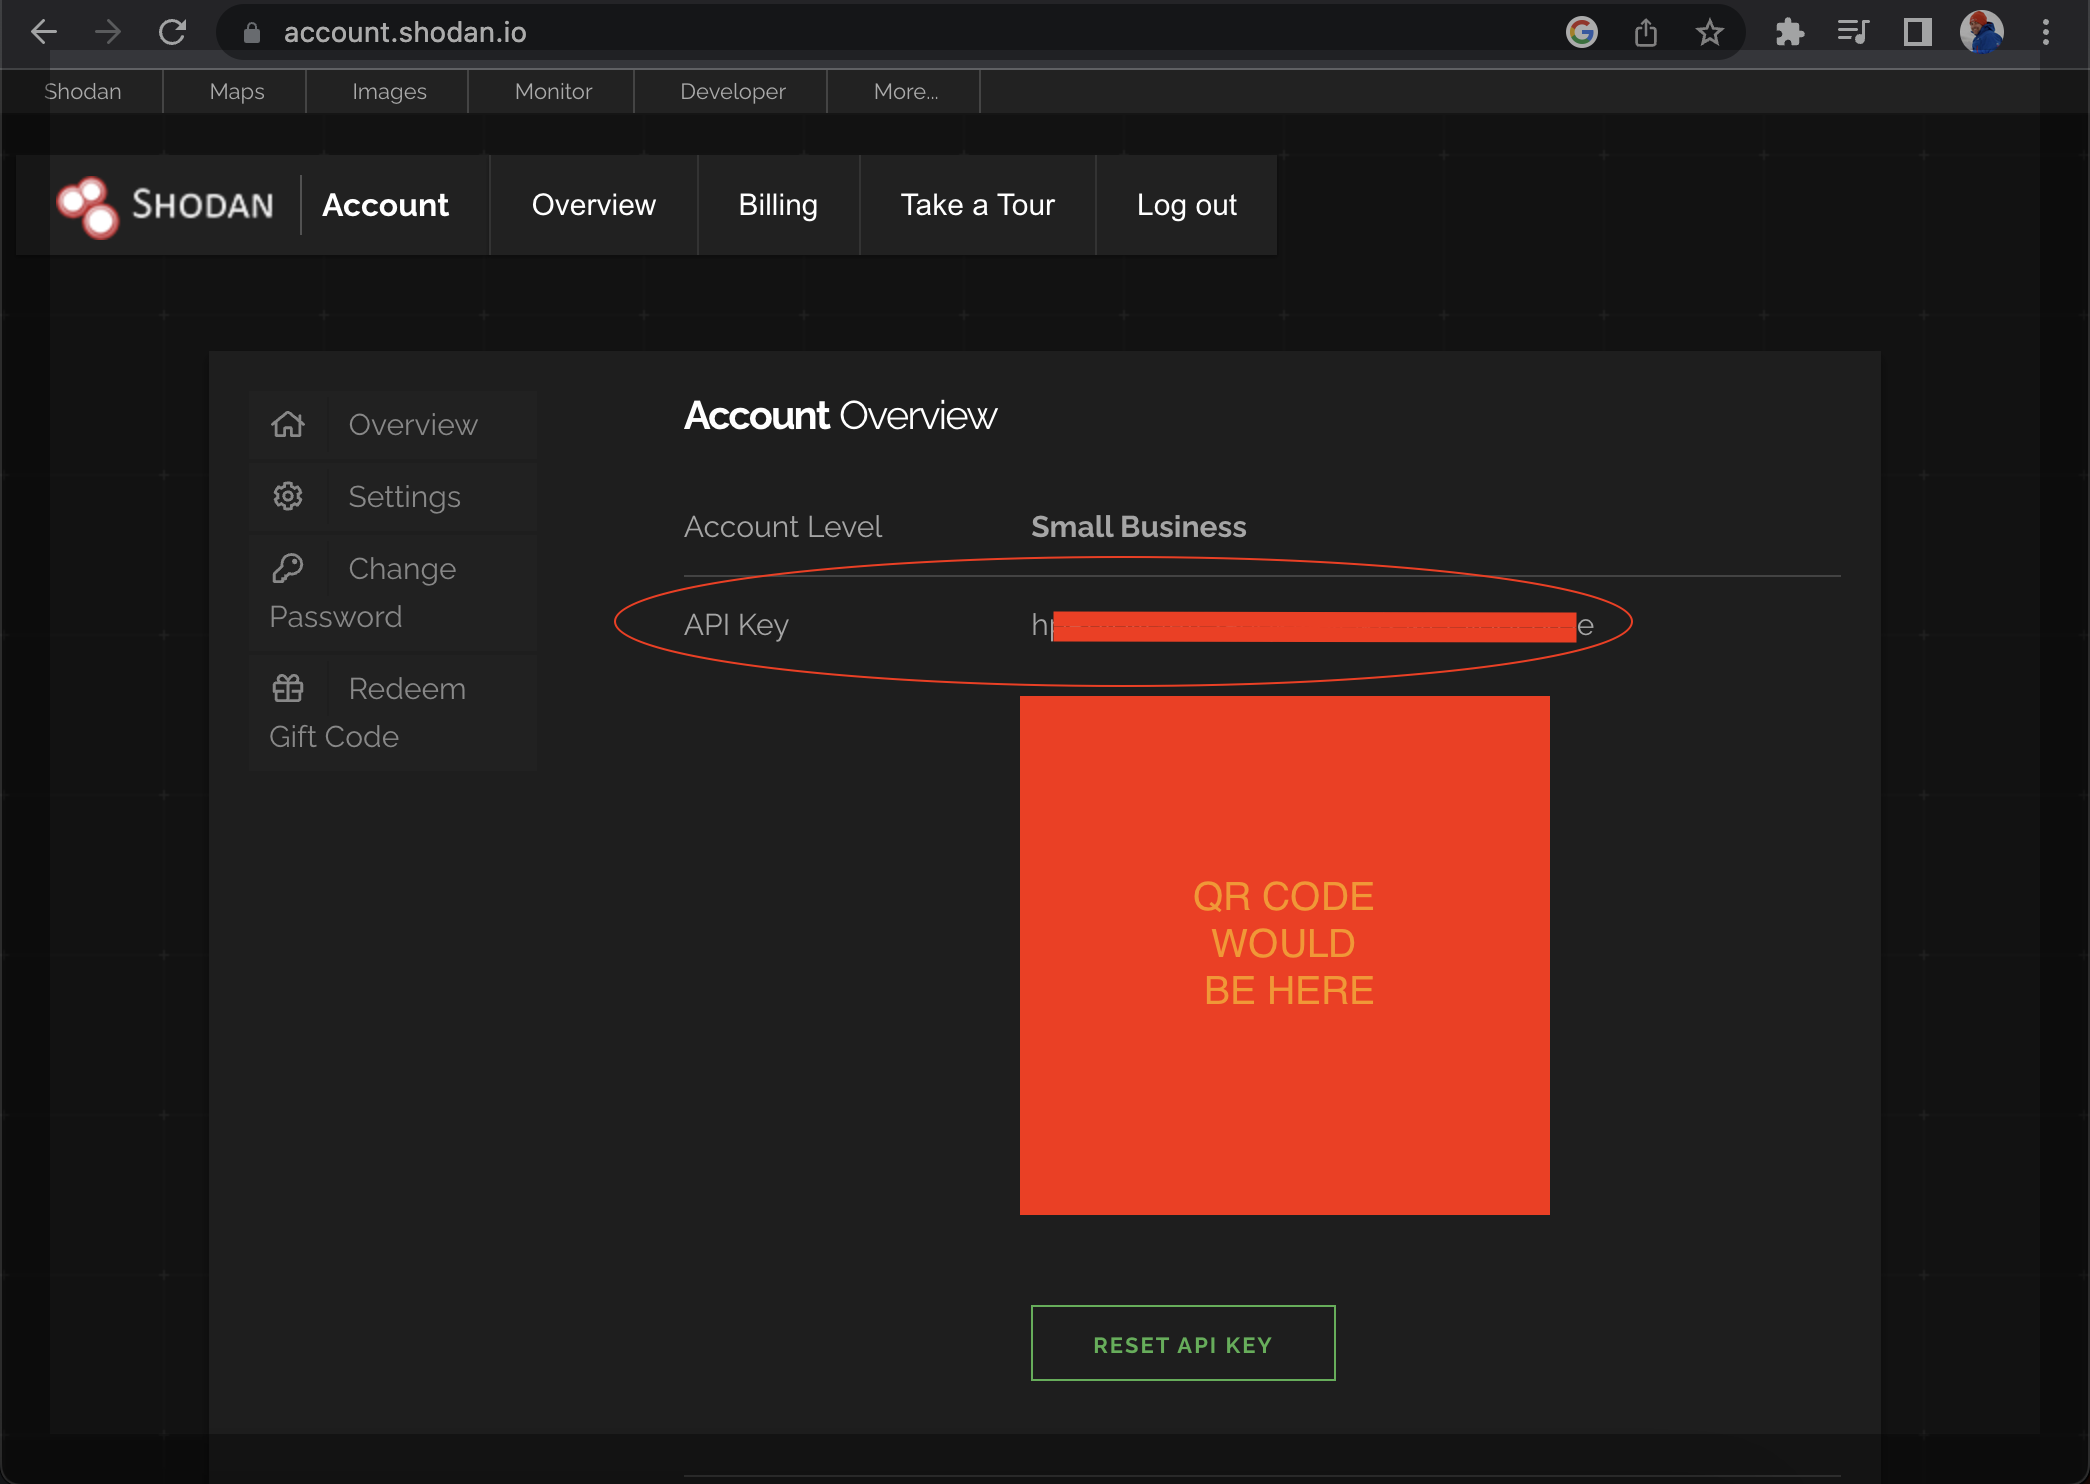 account.shodan.io
Shodan Maps Images Monitor Developer More...
SHODAN Account Overview Billing Take a Tour Log out
Overview
Settings
Change
Password
Redeem
Gift Code
Account Overview
Account Level Small Business
API Key h e
QR CODE
WOULD
BE HERE
RESET API KEY